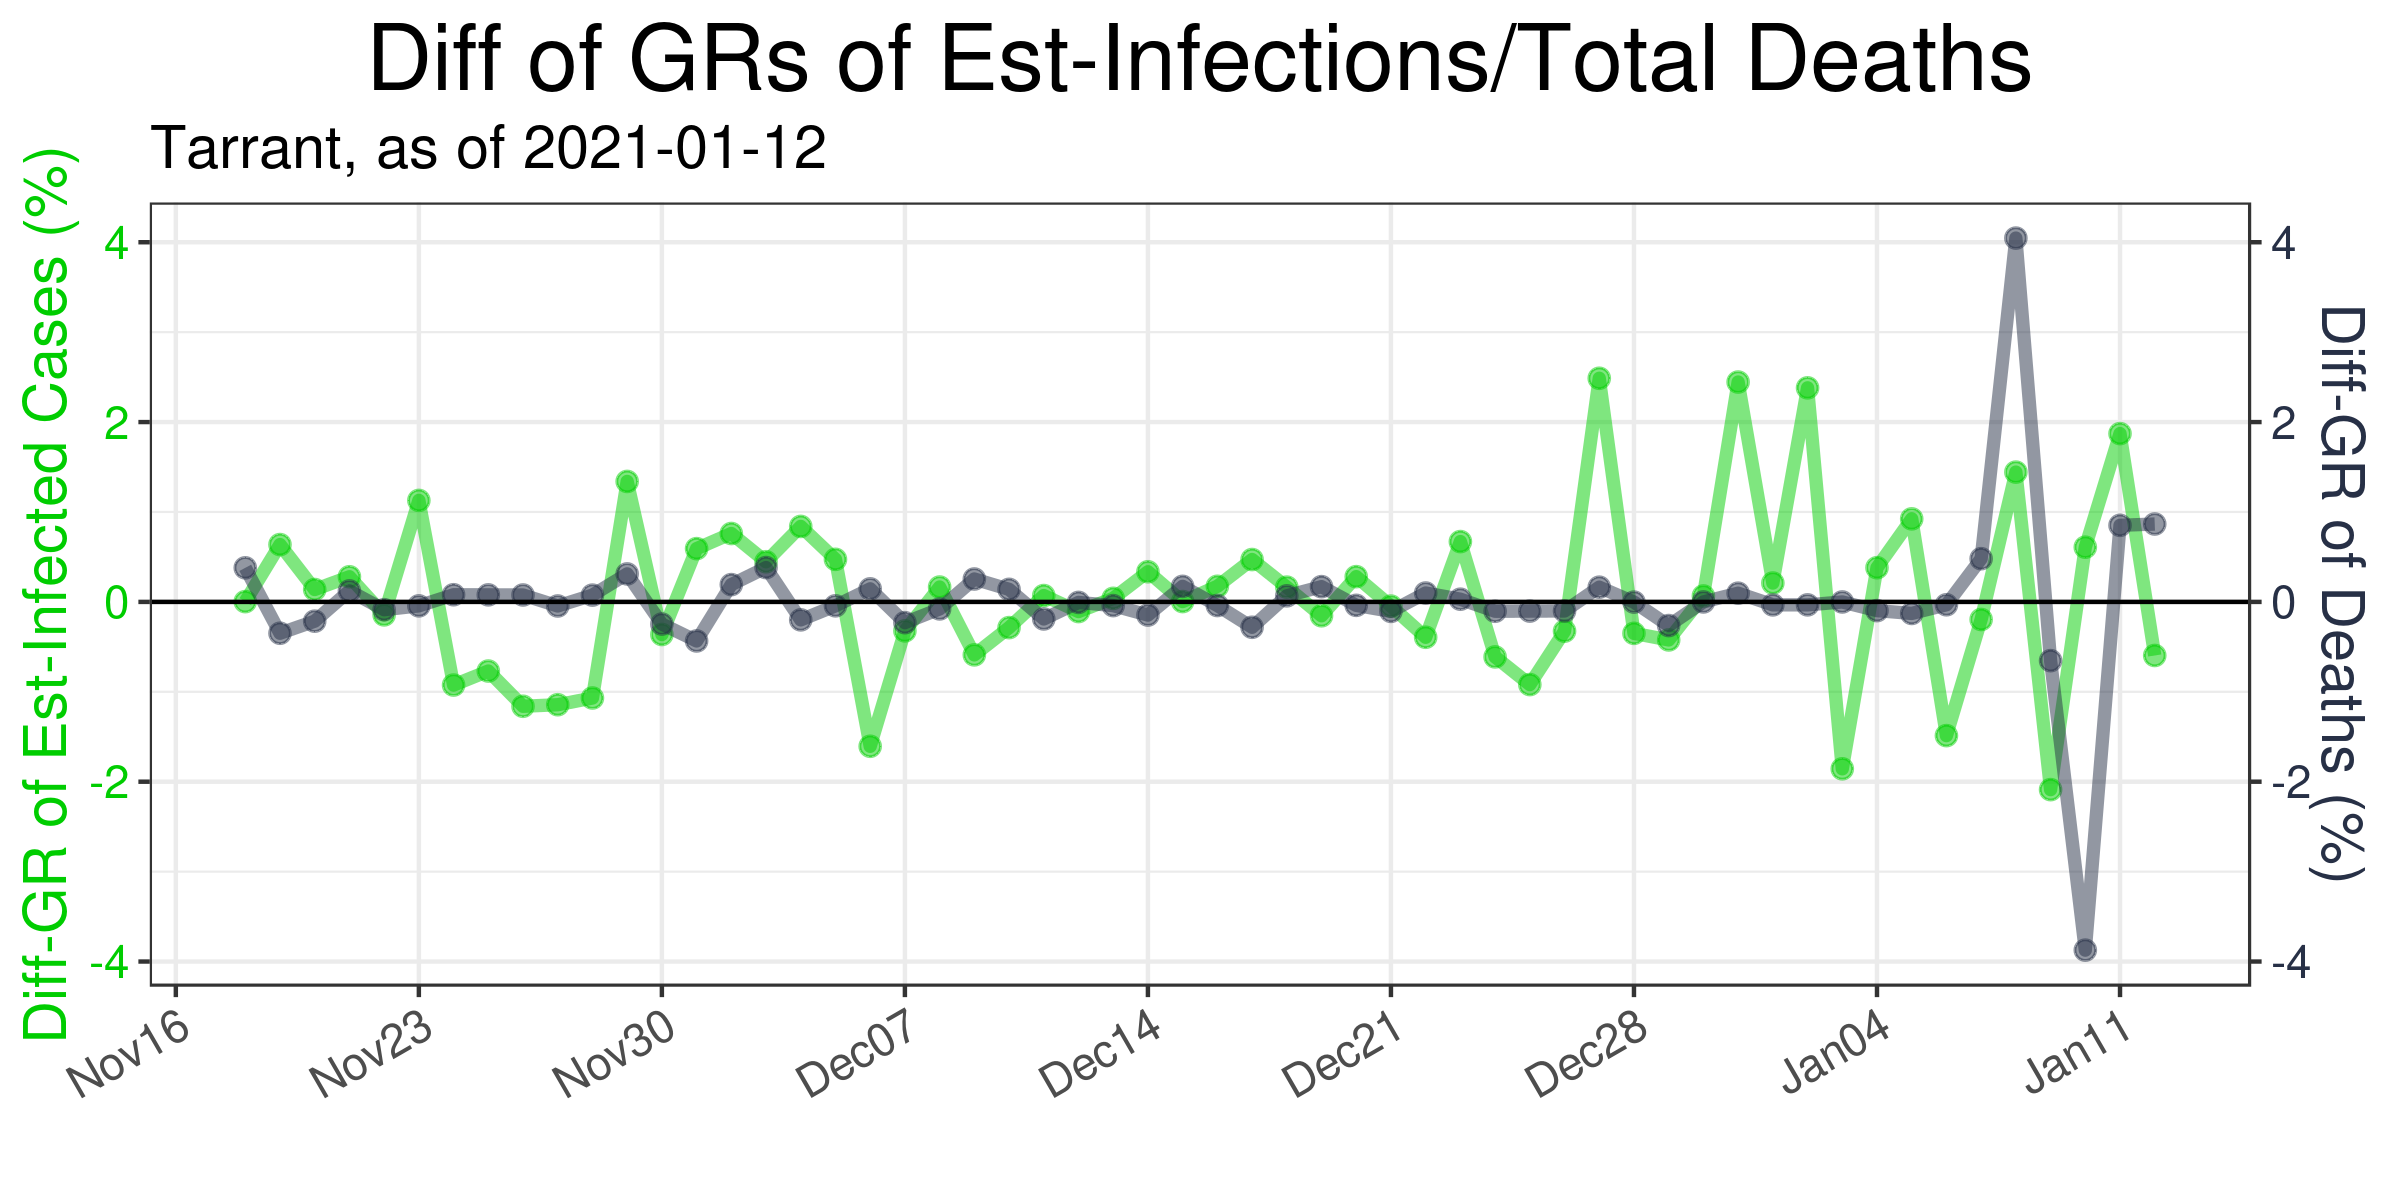 Diff of GRs of Est-Infections/Total Deaths
Tarrant, as of 2021-01-12
Diff-GR of Est-Infected Cases (%)
4
2
0
-2
-4
4
2
0
-2
-4
Diff-GR of Deaths (%)
Nov16
Nov23
Nov30
Dec07
Dec14
Dec21
Dec28
Jan04
Jan11